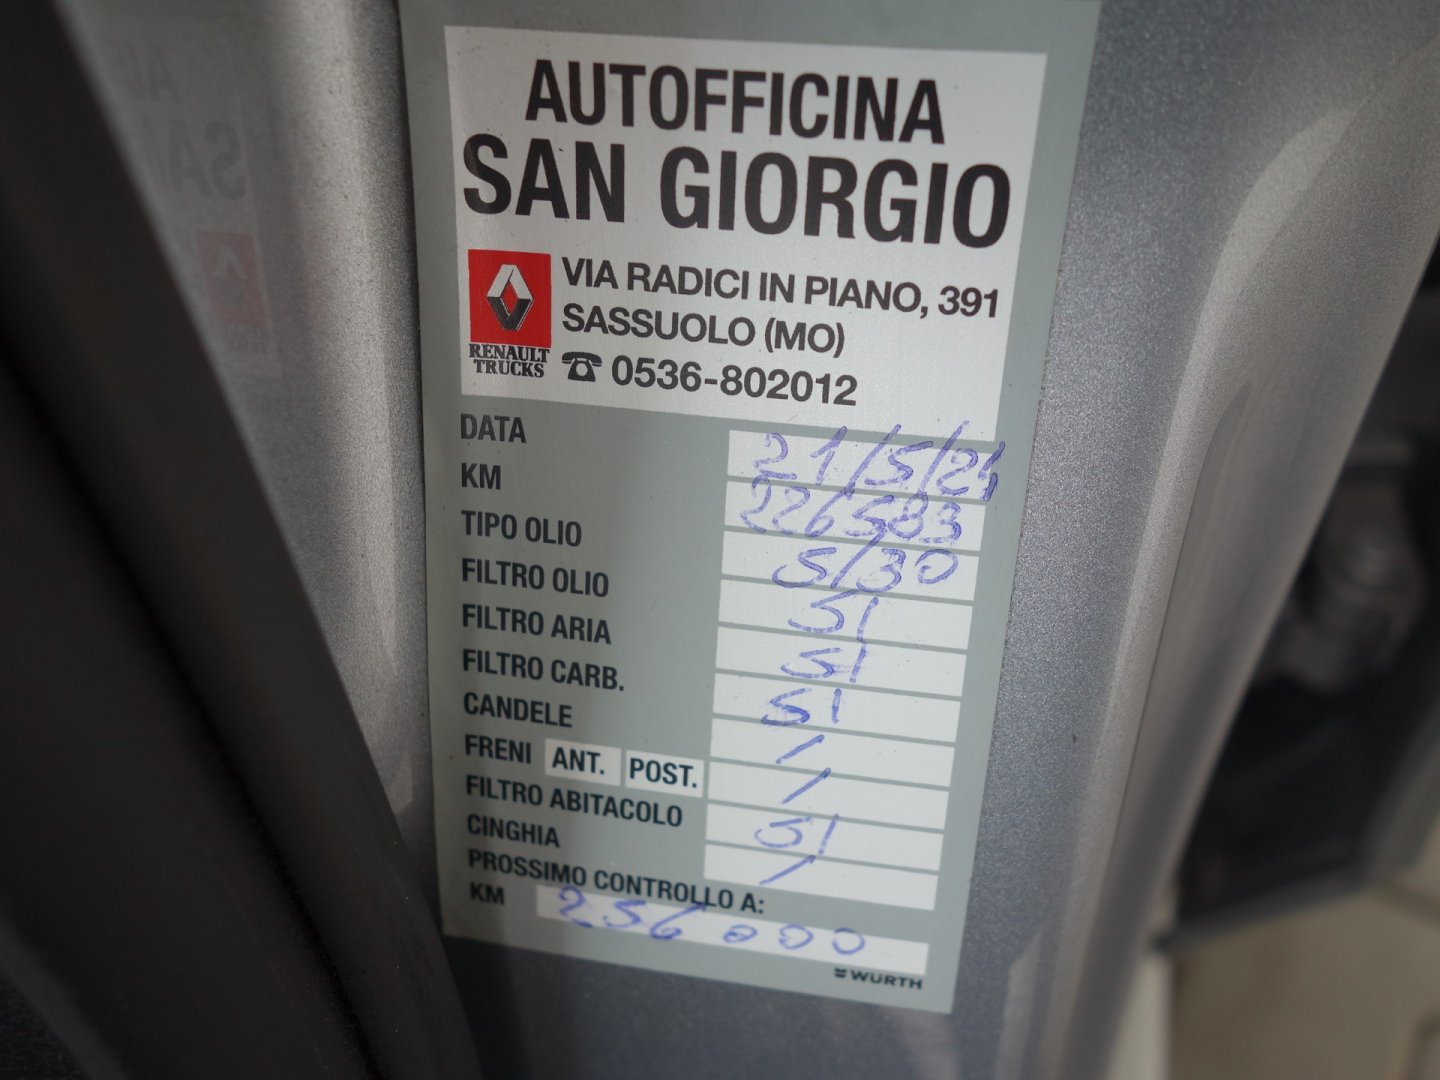 AUTOFFICINA
SAN GIORGIO
VIA RADICI IN PIANO, 391
SASSUOLO (MO)
RENAULT
TRUCKS
☎ 0536-802012
DATA 21/5/21
KM 226583
TIPO OLIO 5/30
FILTRO OLIO SI
FILTRO ARIA SI
FILTRO CARB. SI
CANDELE /
FRENI ANT. POST. /
FILTRO ABITACOLO SI
CINGHIA /
PROSSIMO CONTROLLO A:
KM 256000
WÜRTH